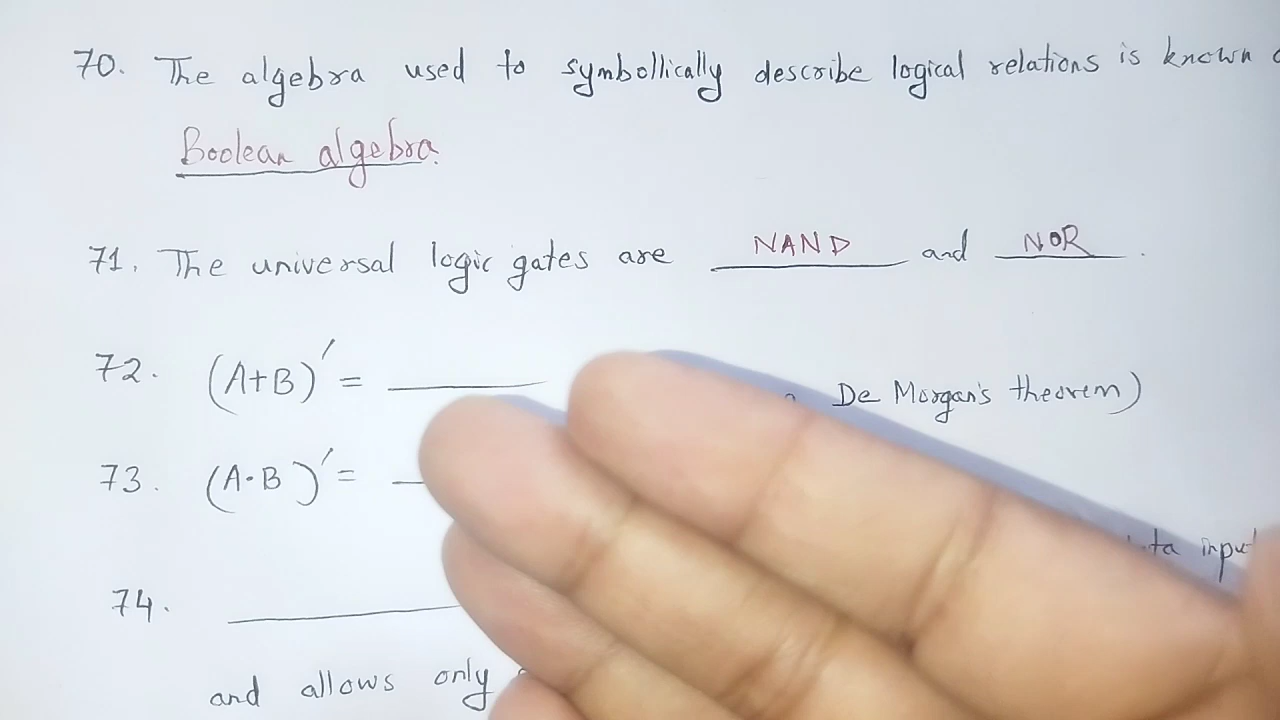 70. The algebra used to symbollically describe logical relations is known
Boolean algebra.
71. The universal logic gates are NAND and NOR.
72. (A+B)' = De Morgan's theorem)
73. (A·B)' =
74. input
and allows only